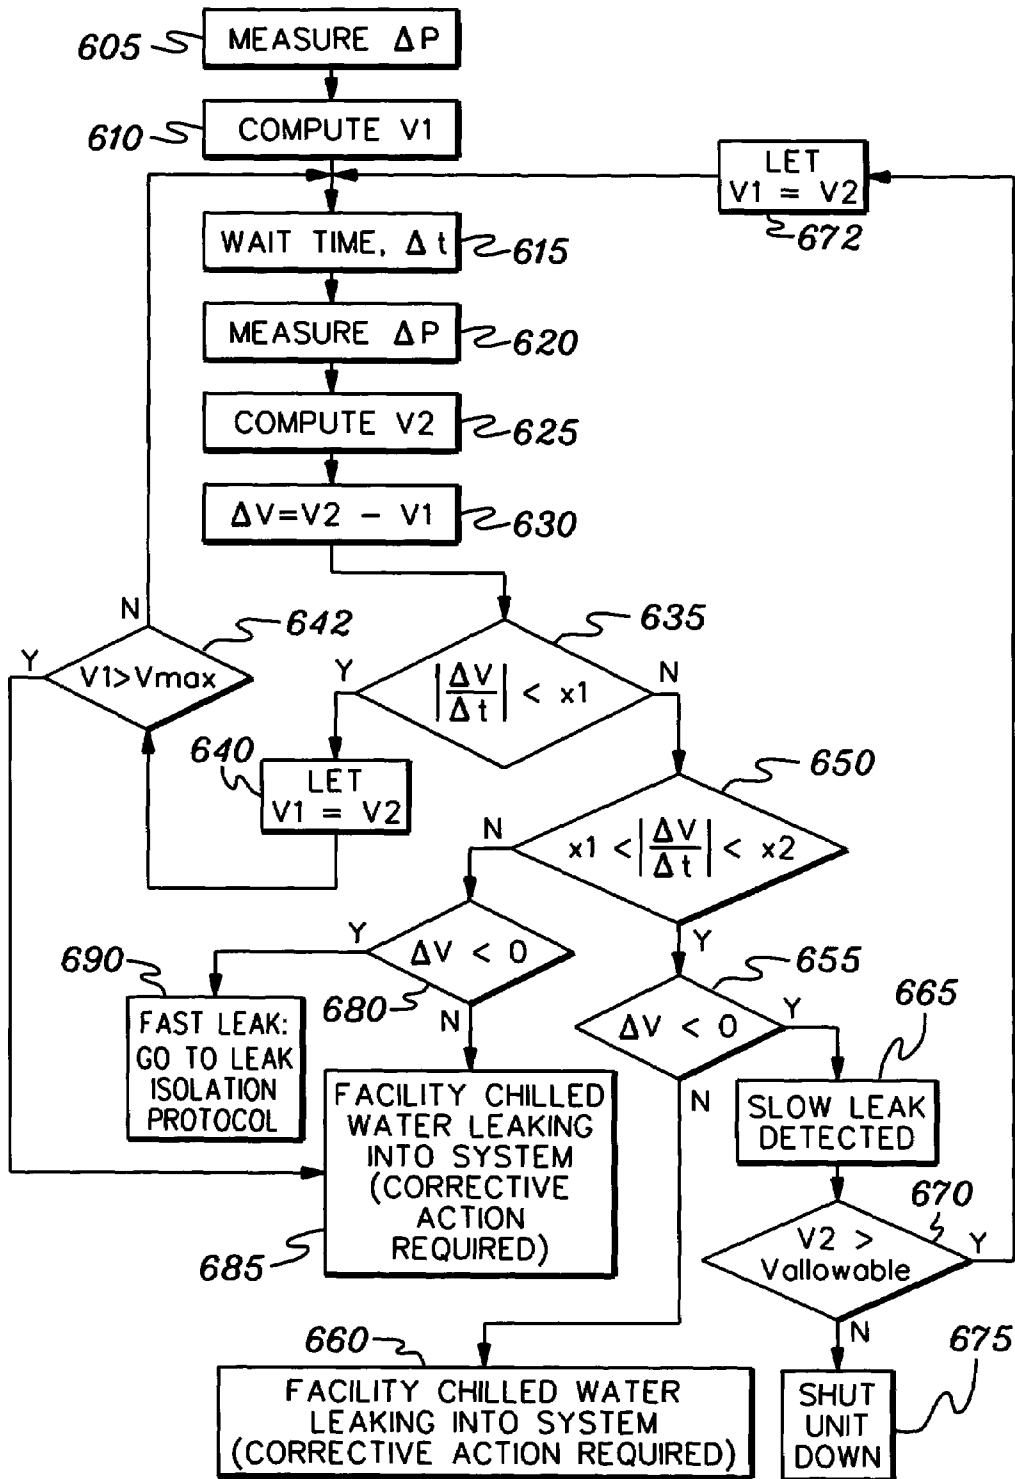 605
MEASURE ΔP
610
COMPUTE V1
LET
V1 = V2
672
WAIT TIME, Δt
615
MEASURE ΔP
620
COMPUTE V2
625
ΔV=V2 - V1
630
N
642
635
Y
V1>Vmax
Y
|ΔV/Δt| < x1
N
640
LET
V1 = V2
650
N
x1 <|ΔV/Δt| < x2
Y
Y
ΔV < 0
655
690
680
N
ΔV < 0
Y
665
FAST LEAK:
GO TO LEAK
ISOLATION
PROTOCOL
FACILITY CHILLED
WATER LEAKING
INTO SYSTEM
(CORRECTIVE
ACTION
REQUIRED)
685
N
SLOW LEAK
DETECTED
670
V2 >
Vallowable
Y
N
660
675
FACILITY CHILLED WATER
LEAKING INTO SYSTEM
(CORRECTIVE ACTION REQUIRED)
SHUT
UNIT
DOWN